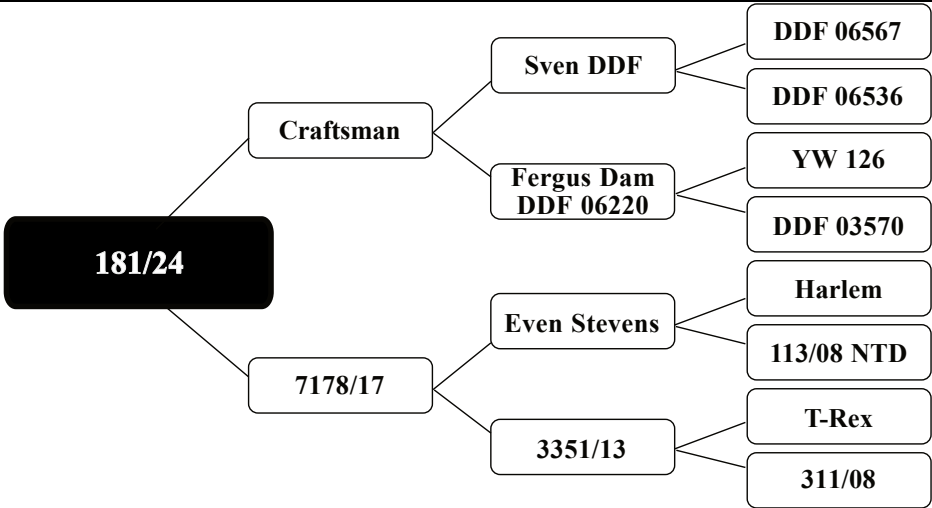 181/24
Craftsman
7178/17
Sven DDF
Fergus Dam
DDF 06220
Even Stevens
3351/13
DDF 06567
DDF 06536
YW 126
DDF 03570
Harlem
113/08 NTD
T-Rex
311/08